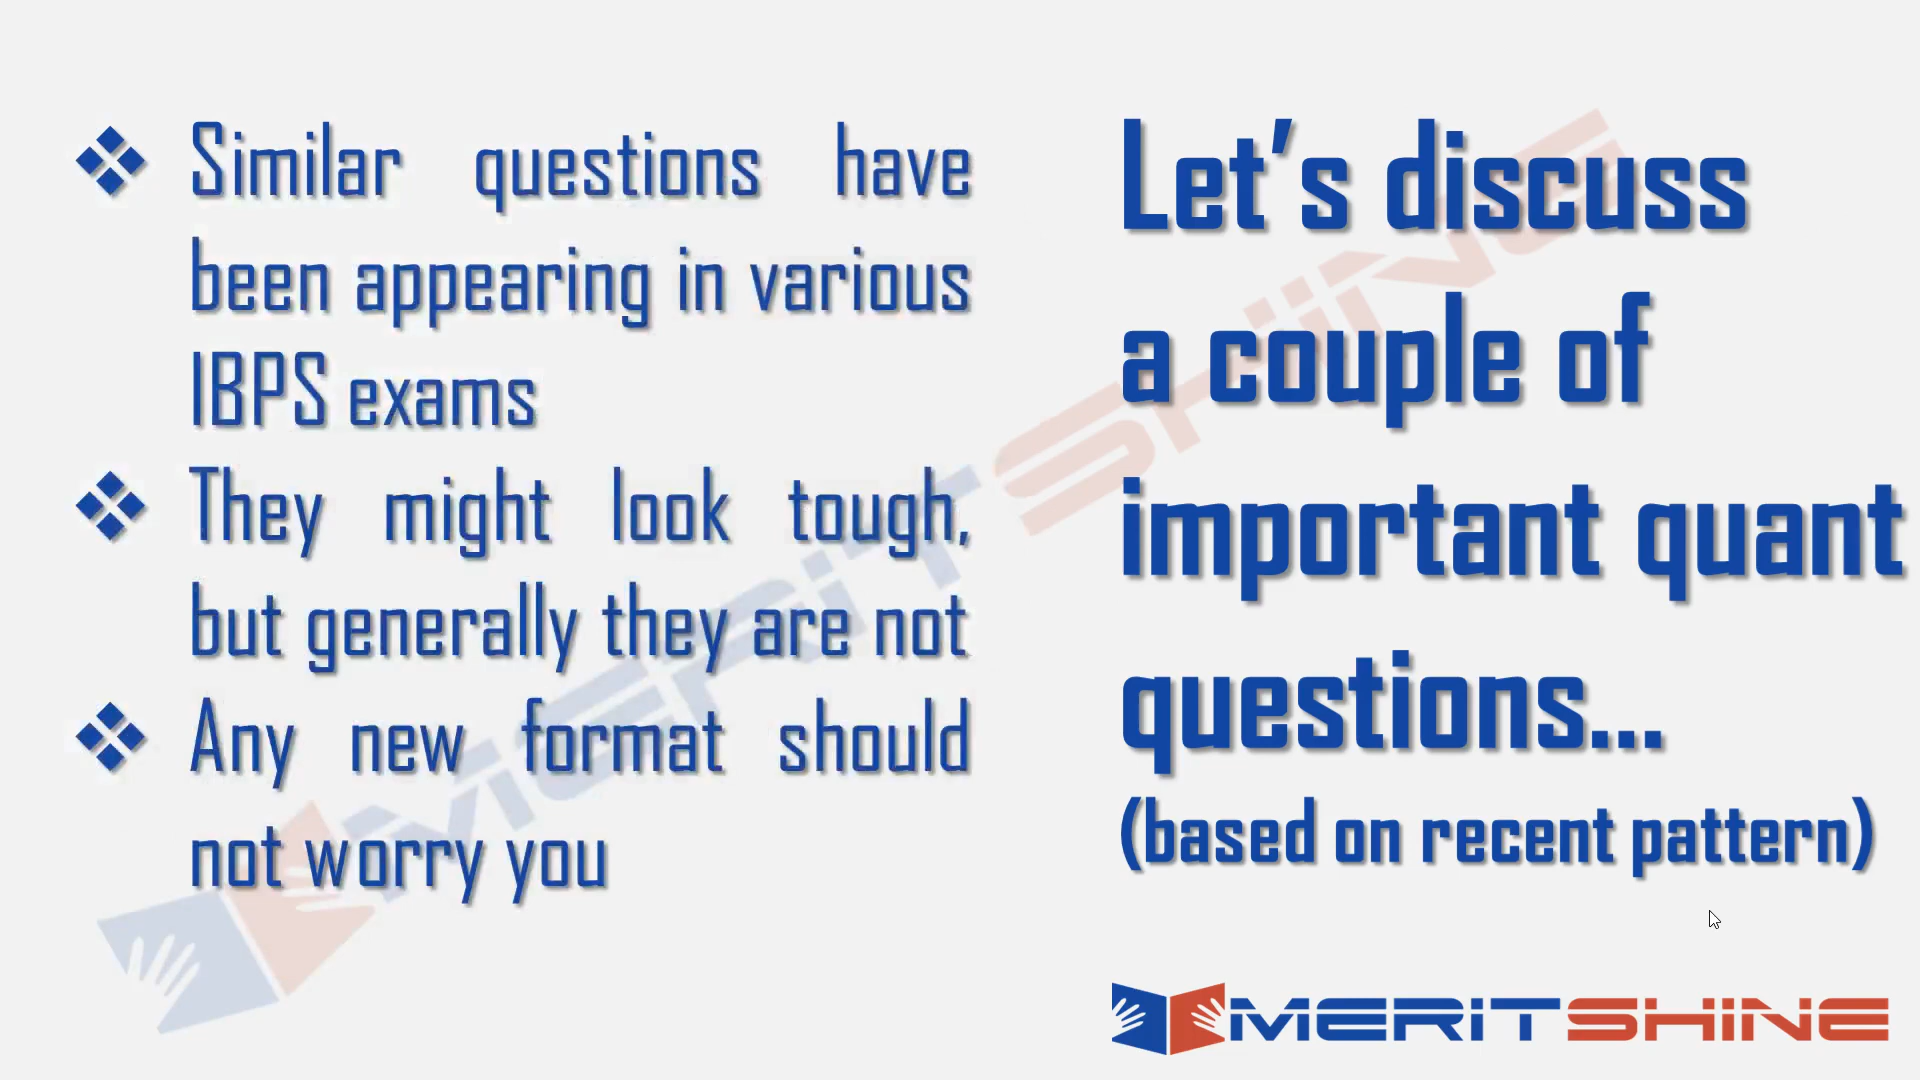 Similar questions have
been appearing in various
IBPS exams
They might look tough,
but generally they are not
Any new format should
not worry you
Let's discuss
a couple of
important quant
questions...
(based on recent pattern)
MERITSHINE
MERITSHINE